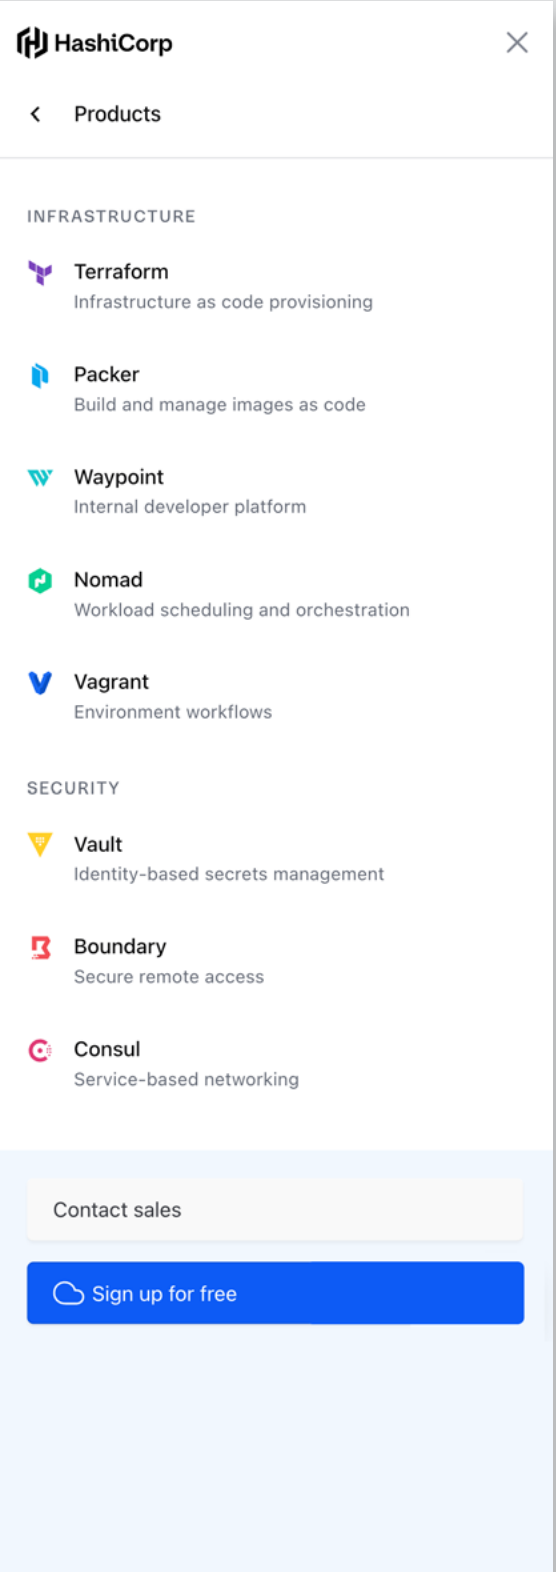 HashiCorp
Products
INFRASTRUCTURE
Terraform
Infrastructure as code provisioning
Packer
Build and manage images as code
Waypoint
Internal developer platform
Nomad
Workload scheduling and orchestration
Vagrant
Environment workflows
SECURITY
Vault
Identity-based secrets management
Boundary
Secure remote access
Consul
Service-based networking
Contact sales
Sign up for free